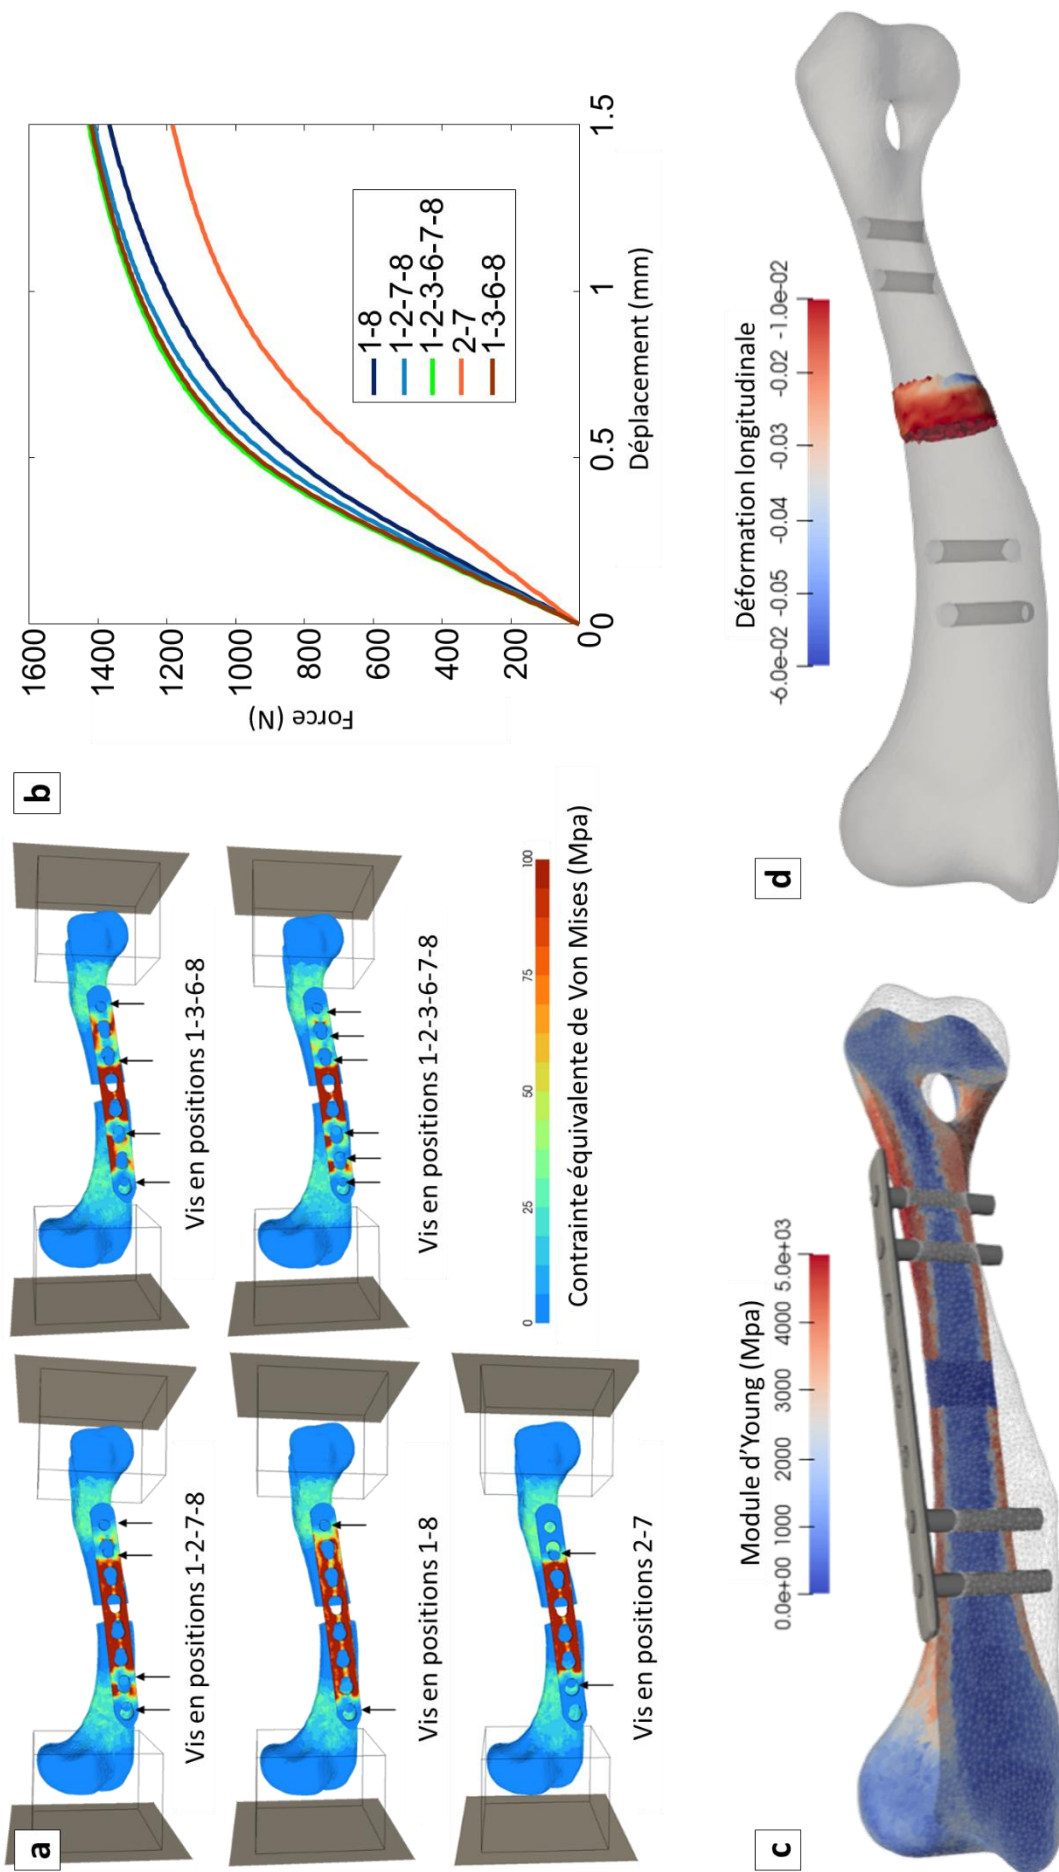 a
Vis en positions 1-2-7-8
Vis en positions 1-3-6-8
Vis en positions 1-8
Vis en positions 1-2-3-6-7-8
Vis en positions 2-7
0 25 50 75 100
Contrainte équivalente de Von Mises (Mpa)
b
1600
1400
1200
1000
800
600
400
200
0
0 0.5 1 1.5
Force (N)
Déplacement (mm)
1-8
1-2-7-8
1-2-3-6-7-8
2-7
1-3-6-8
c
Module d'Young (Mpa)
0.0e+00 1000 2000 3000 4000 5.0e+03
d
Déformation longitudinale
-6.0e-02 -0.05 -0.04 -0.03 -0.02 -1.0e-02